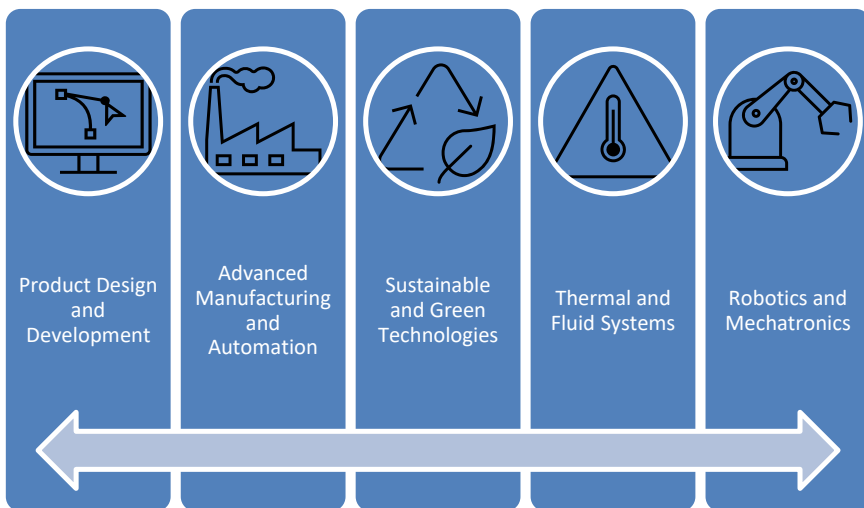 Product Design
and
Development
Advanced
Manufacturing
and
Automation
Sustainable
and Green
Technologies
Thermal and
Fluid Systems
Robotics and
Mechatronics